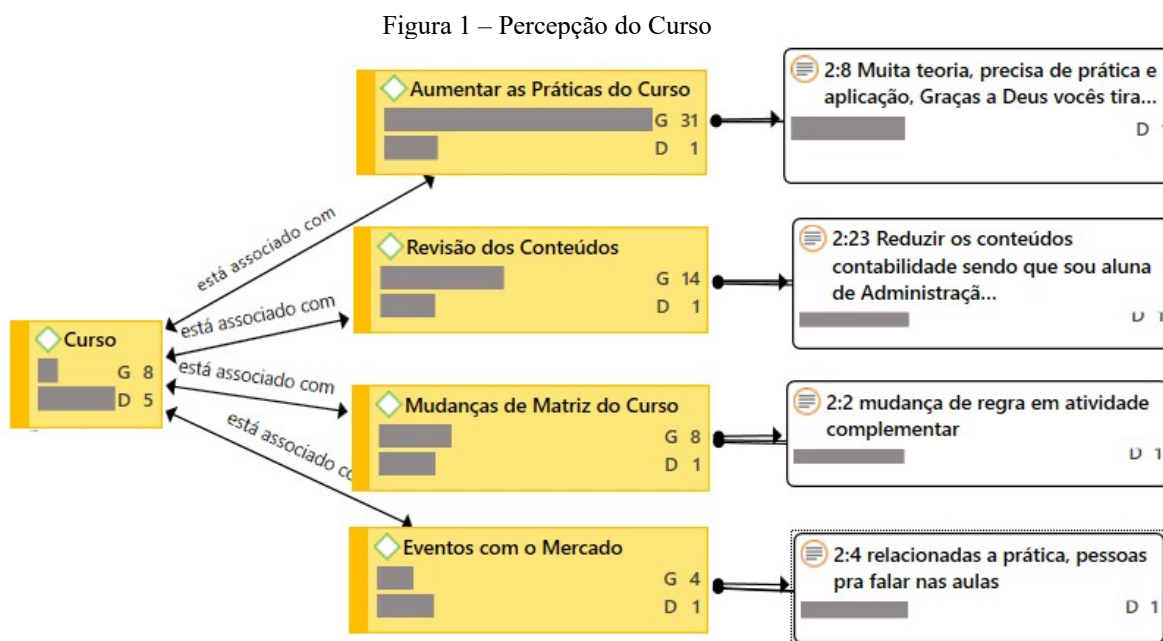 Figura 1 – Percepção do Curso
Aumentar as Práticas do Curso
G 31
D 1
2:8 Muita teoria, precisa de prática e
aplicação, Graças a Deus vocês tira...
D
está associado com
Revisão dos Conteúdos
G 14
D 1
2:23 Reduzir os conteúdos
contabilidade sendo que sou aluna
de Administraçã...
D 1
está associado com
Curso
G 8
D 5
está associado com
Mudanças de Matriz do Curso
G 8
D 1
2:2 mudança de regra em atividade
complementar
D 1
está associado co
Eventos com o Mercado
G 4
D 1
2:4 relacionadas a prática, pessoas
pra falar nas aulas
D 1